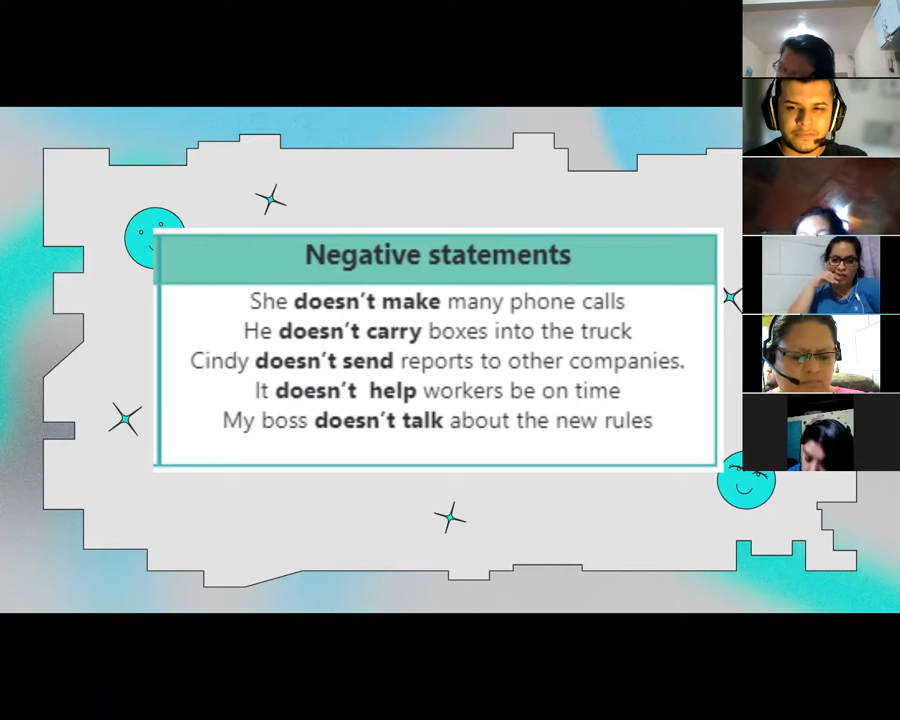 Negative statements
She doesn't make many phone calls
He doesn't carry boxes into the truck
Cindy doesn't send reports to other companies.
It doesn't  help workers be on time
My boss doesn't talk about the new rules